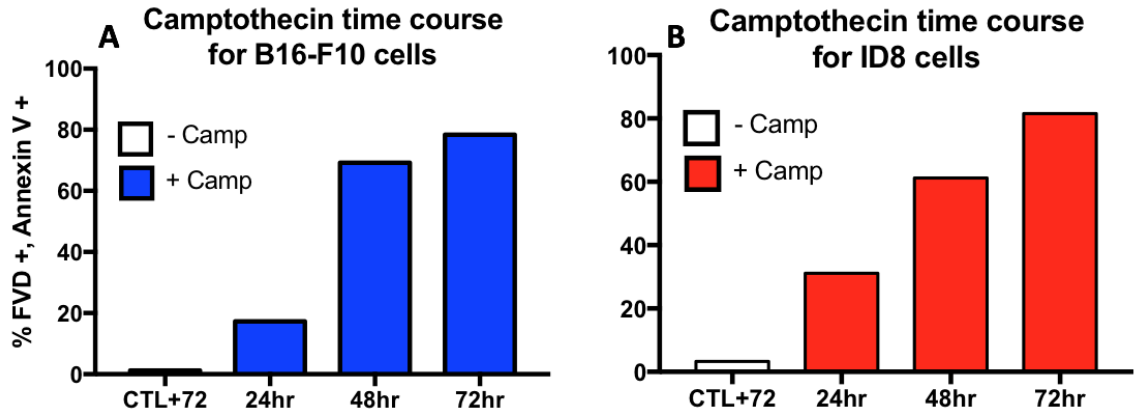 A
Camptothecin time course
for B16-F10 cells
% FVD +, Annexin V +
100
80
60
40
20
0
- Camp
+ Camp
CTL+72 24hr 48hr 72hr
B
Camptothecin time course
for ID8 cells
100
80
60
40
20
0
- Camp
+ Camp
CTL+72 24hr 48hr 72hr